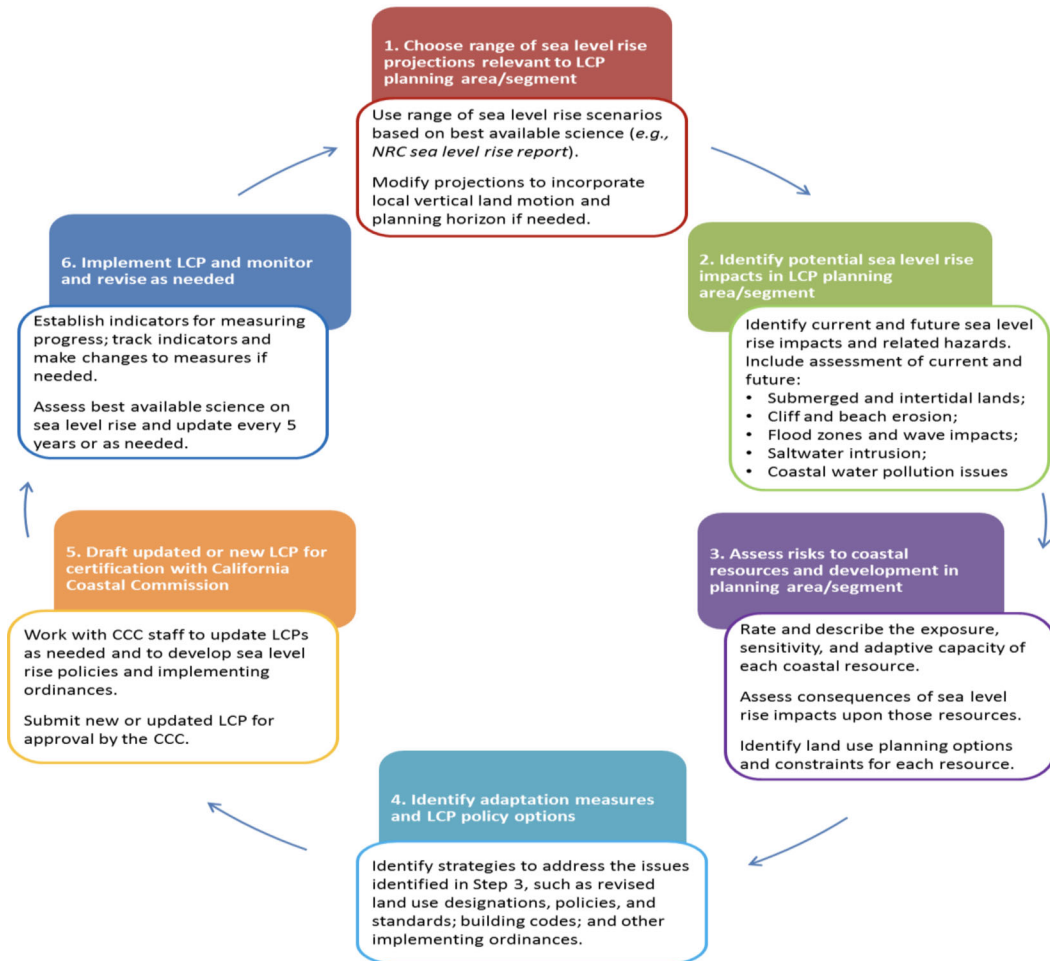 1. Choose range of sea level rise
projections relevant to LCP
planning area/segment
Use range of sea level rise scenarios
based on best available science (e.g.,
NRC sea level rise report).
Modify projections to incorporate
local vertical land motion and
planning horizon if needed.
2. Identify potential sea level rise
impacts in LCP planning
area/segment
Identify current and future sea level
rise impacts and related hazards.
Include assessment of current and
future:
• Submerged and intertidal lands;
• Cliff and beach erosion;
• Flood zones and wave impacts;
• Saltwater intrusion;
• Coastal water pollution issues
3. Assess risks to coastal
resources and development in
planning area/segment
Rate and describe the exposure,
sensitivity, and adaptive capacity of
each coastal resource.
Assess consequences of sea level
rise impacts upon those resources.
Identify land use planning options
and constraints for each resource.
4. Identify adaptation measures
and LCP policy options
Identify strategies to address the issues
identified in Step 3, such as revised
land use designations, policies, and
standards; building codes; and other
implementing ordinances.
5. Draft updated or new LCP for
certification with California
Coastal Commission
Work with CCC staff to update LCPs
as needed and to develop sea level
rise policies and implementing
ordinances.
Submit new or updated LCP for
approval by the CCC.
6. Implement LCP and monitor
and revise as needed
Establish indicators for measuring
progress; track indicators and
make changes to measures if
needed.
Assess best available science on
sea level rise and update every 5
years or as needed.